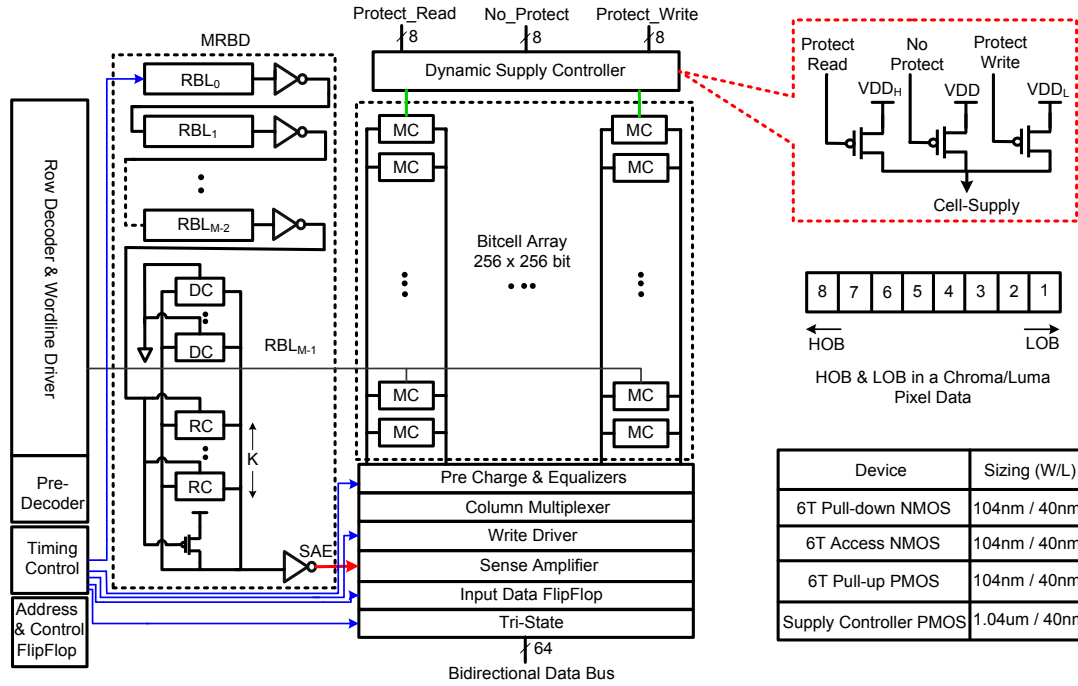 Protect_Read No_Protect Protect_Write
8 8 8
Dynamic Supply Controller
MRBD
RBL0
RBL1
RBLM-2
DC
DC
RBLM-1
RC
K
RC
SAE
Row Decoder & Wordline Driver
Pre-
Decoder
Timing
Control
Address
& Control
FlipFlop
MC MC
MC MC
Bitcell Array
256 x 256 bit
MC MC
MC MC
Pre Charge & Equalizers
Column Multiplexer
Write Driver
Sense Amplifier
Input Data FlipFlop
Tri-State
64
Bidirectional Data Bus
Protect
Read
No
Protect
Protect
Write
VDDH VDD VDDL
Cell-Supply
8 7 6 5 4 3 2 1
HOB LOB
HOB & LOB in a Chroma/Luma
Pixel Data
Device Sizing (W/L)
6T Pull-down NMOS 104nm / 40nm
6T Access NMOS 104nm / 40nm
6T Pull-up PMOS 104nm / 40nm
Supply Controller PMOS 1.04um / 40nm